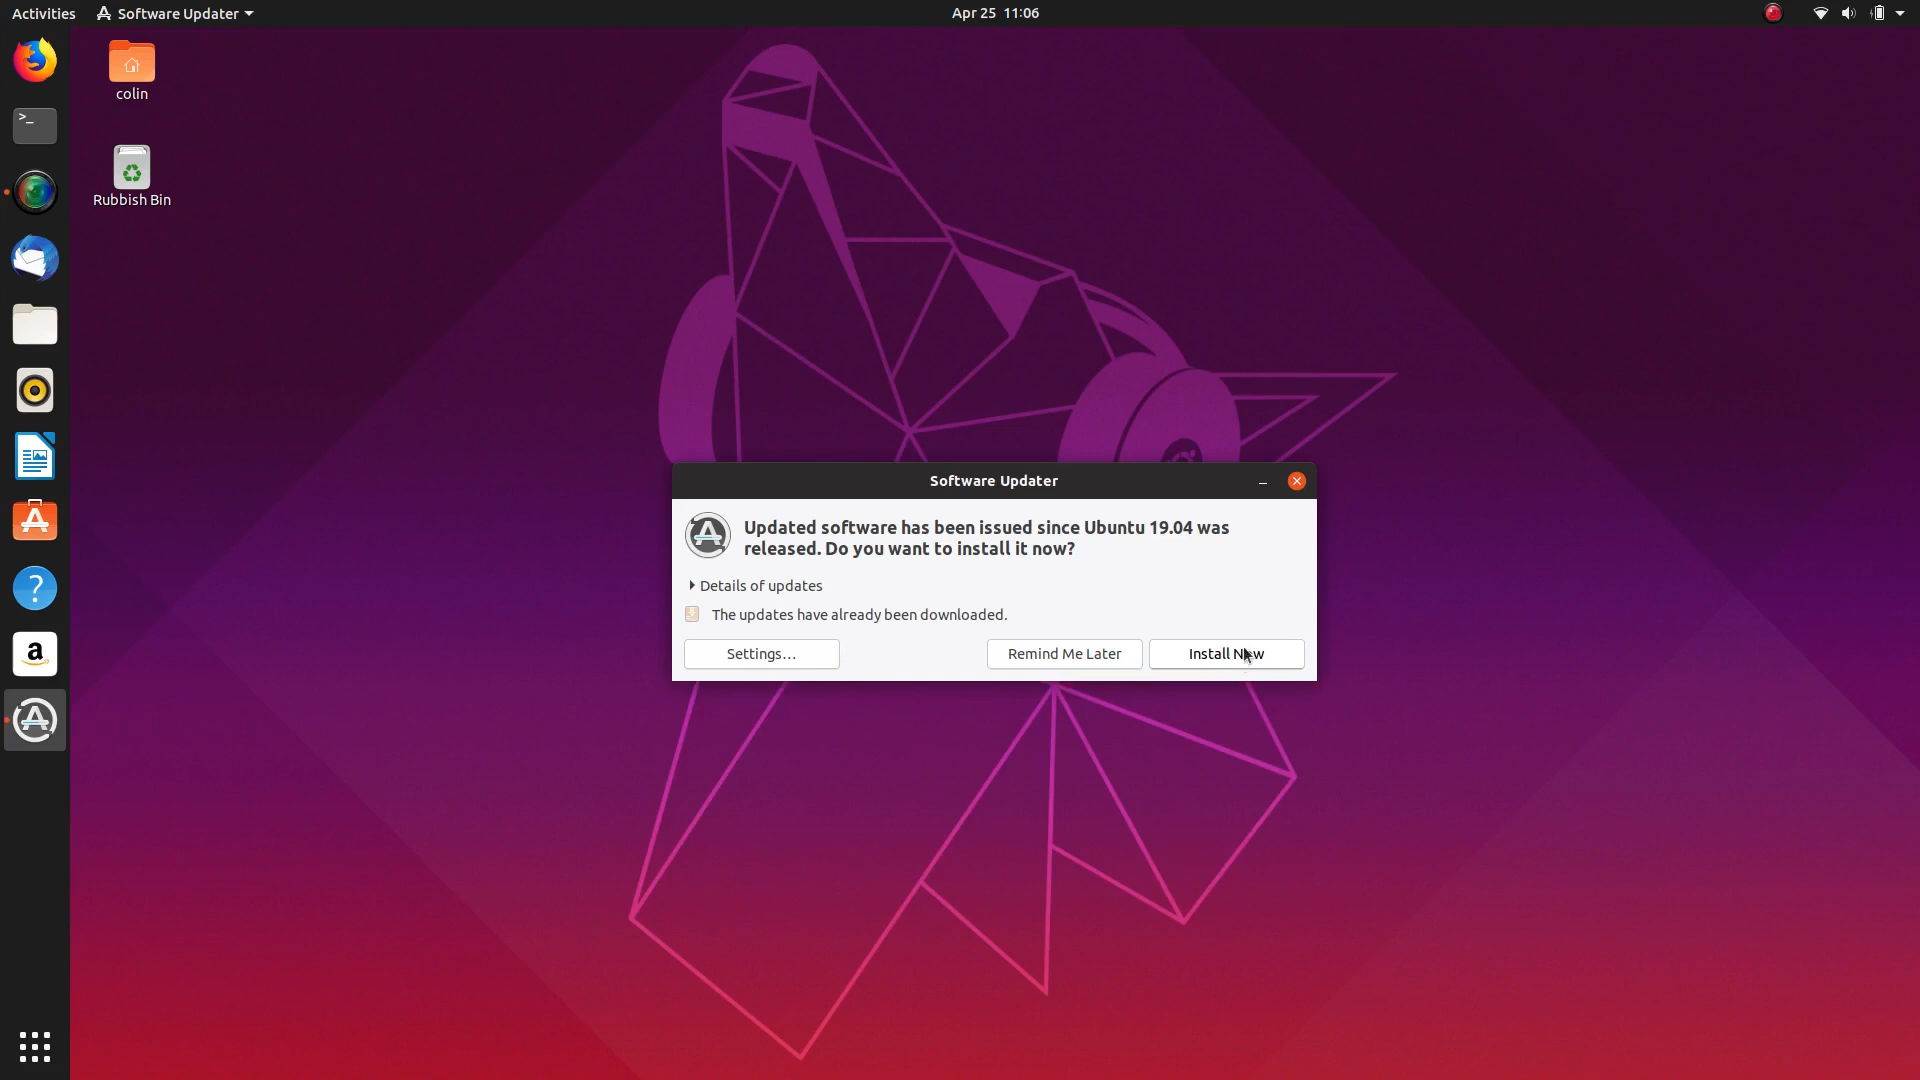 Activities
Software Updater
Apr 25 11:06
colin
>_
Rubbish Bin
Software Updater
Updated software has been issued since Ubuntu 19.04 was
released. Do you want to install it now?
Details of updates
The updates have already been downloaded.
Settings…
Remind Me Later
Install Now
?
a